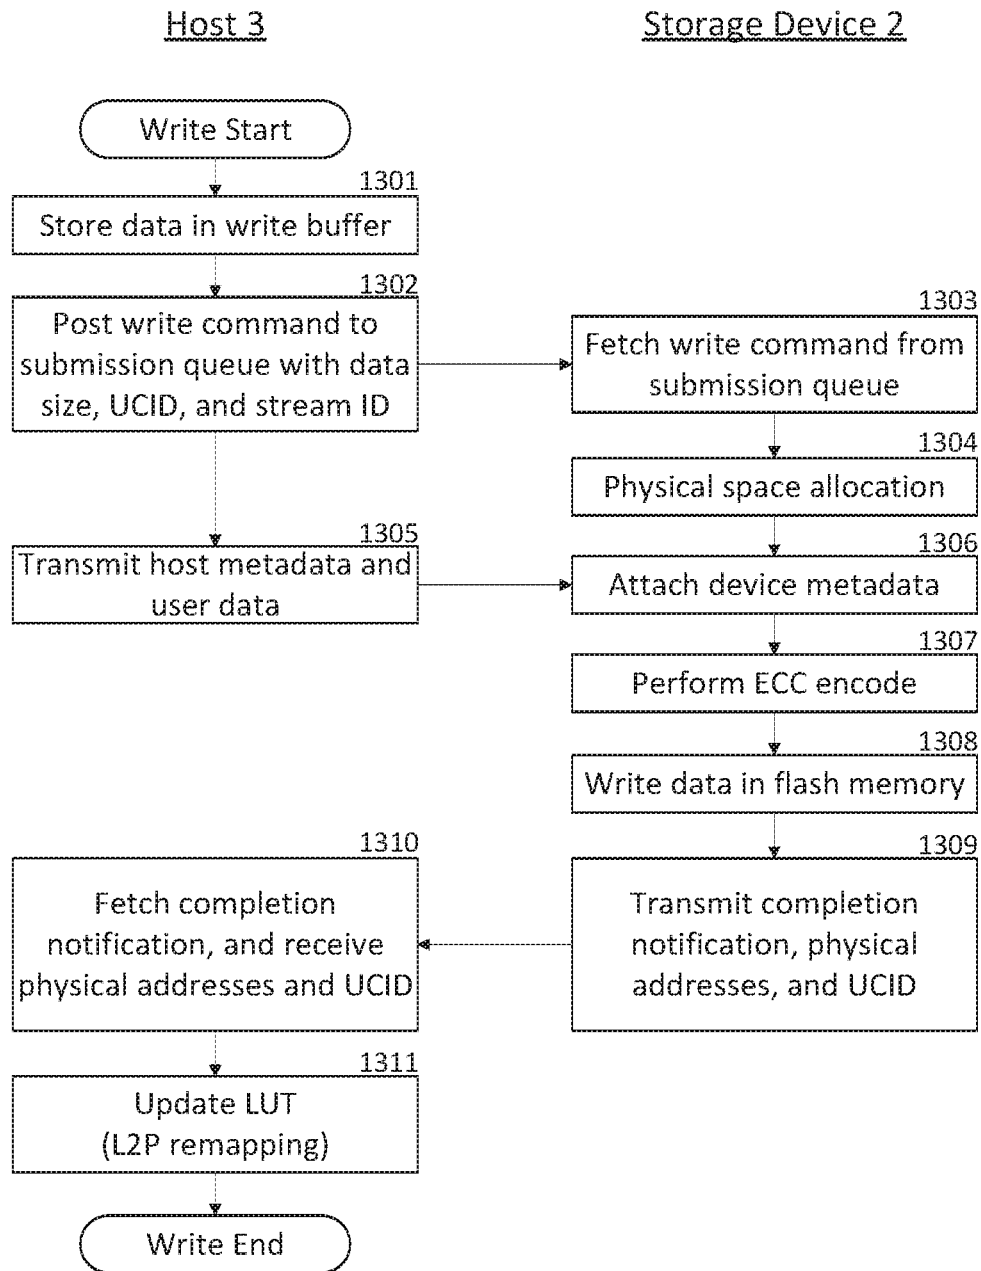 Host 3
Storage Device 2
Write Start
1301
Store data in write buffer
1302
Post write command to
submission queue with data
size, UCID, and stream ID
1303
Fetch write command from
submission queue
1304
Physical space allocation
1305
Transmit host metadata and
user data
1306
Attach device metadata
1307
Perform ECC encode
1308
Write data in flash memory
1309
Transmit completion
notification, physical
addresses, and UCID
1310
Fetch completion
notification, and receive
physical addresses and UCID
1311
Update LUT
(L2P remapping)
Write End